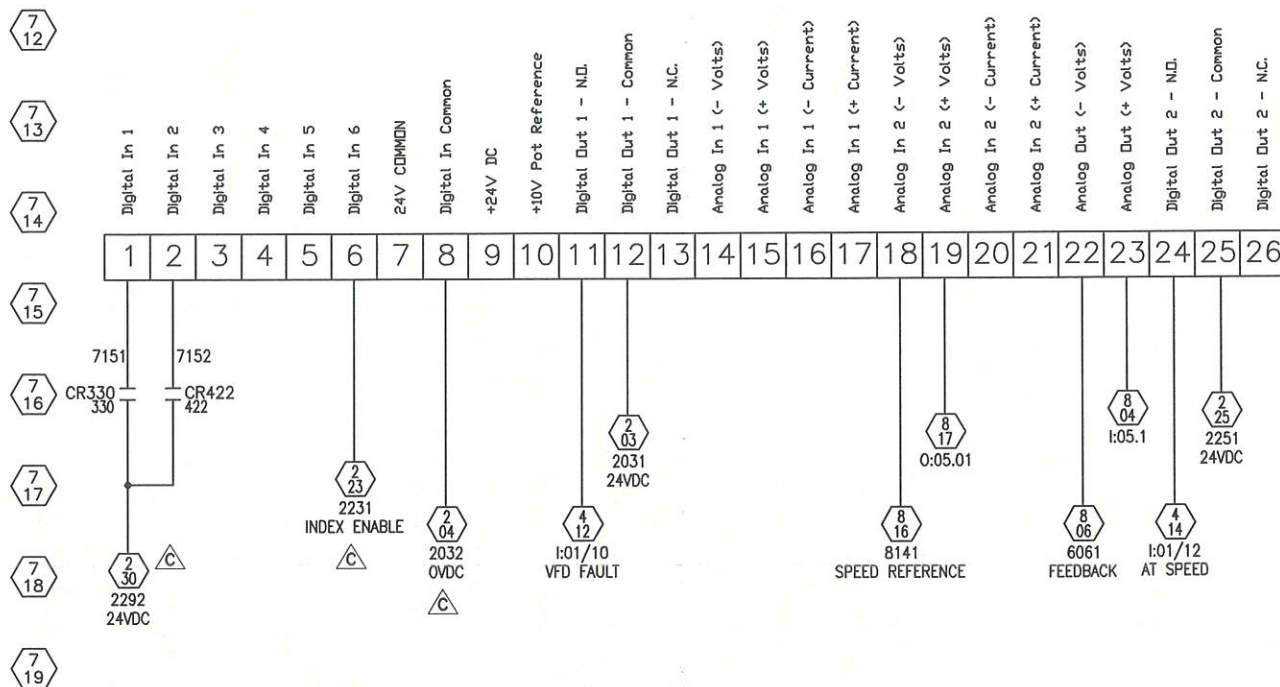 7
12
7
13
7
14
7
15
7
16
7
17
7
18
7
19
Digital In 1
Digital In 2
Digital In 3
Digital In 4
Digital In 5
Digital In 6
24V COMMON
Digital In Common
+24V DC
+10V Pot Reference
Digital Out 1 - N.O.
Digital Out 1 - Common
Digital Out 1 - N.C.
Analog In 1 (- Volts)
Analog In 1 (+ Volts)
Analog In 1 (- Current)
Analog In 1 (+ Current)
Analog In 2 (- Volts)
Analog In 2 (+ Volts)
Analog In 2 (- Current)
Analog In 2 (+ Current)
Analog Out (- Volts)
Analog Out (+ Volts)
Digital Out 2 - N.O.
Digital Out 2 - Common
Digital Out 2 - N.C.
1 2 3 4 5 6 7 8 9 10 11 12 13 14 15 16 17 18 19 20 21 22 23 24 25 26
7151
7152
CR330
330
CR422
422
2
30
2292
24VDC
C
2
23
2231
INDEX ENABLE
C
2
04
2032
0VDC
C
4
12
I:01/10
VFD FAULT
2
03
2031
24VDC
8
16
8141
SPEED REFERENCE
8
17
O:05.01
8
06
6061
FEEDBACK
8
04
I:05.1
4
14
I:01/12
AT SPEED
2
25
2251
24VDC